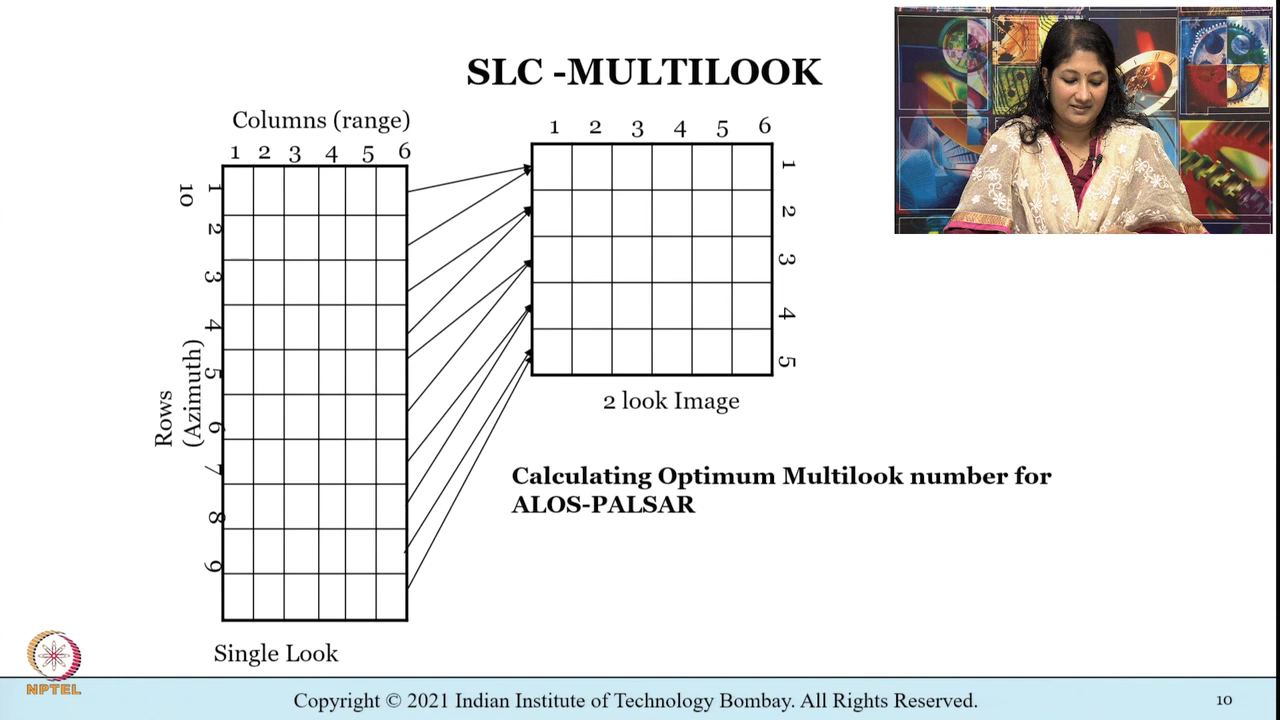 SLC -MULTILOOK
Columns (range)
1 2 3 4 5 6
10
1
2
3
4
5
6
7
8
9
Rows
(Azimuth)
Single Look
1 2 3 4 5 6
1
2
3
4
5
2 look Image
Calculating Optimum Multilook number for
ALOS-PALSAR
NPTEL
Copyright © 2021 Indian Institute of Technology Bombay. All Rights Reserved.
10